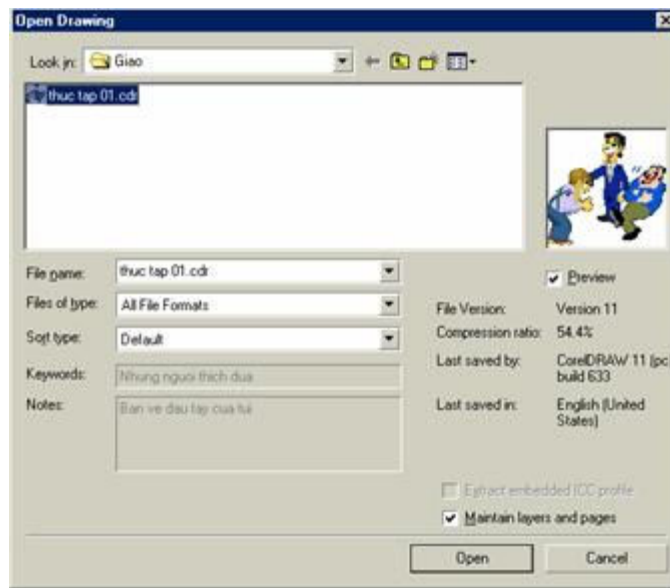 Open Drawing
Look in: Giao
thuc tap 01.cdr
File name: thuc tap 01.cdr
Preview
Files of type: All File Formats
File Version: Version 11
Sort type: Default
Compression ratio: 54.4%
Keywords: Nhung nguoi thich dua
Last saved by: CorelDRAW 11 (pc
build 633
Notes: Ban ve dau tay cua tui
Last saved in: English (United
States)
Extract embedded ICC profile
Maintain layers and pages
Open Cancel